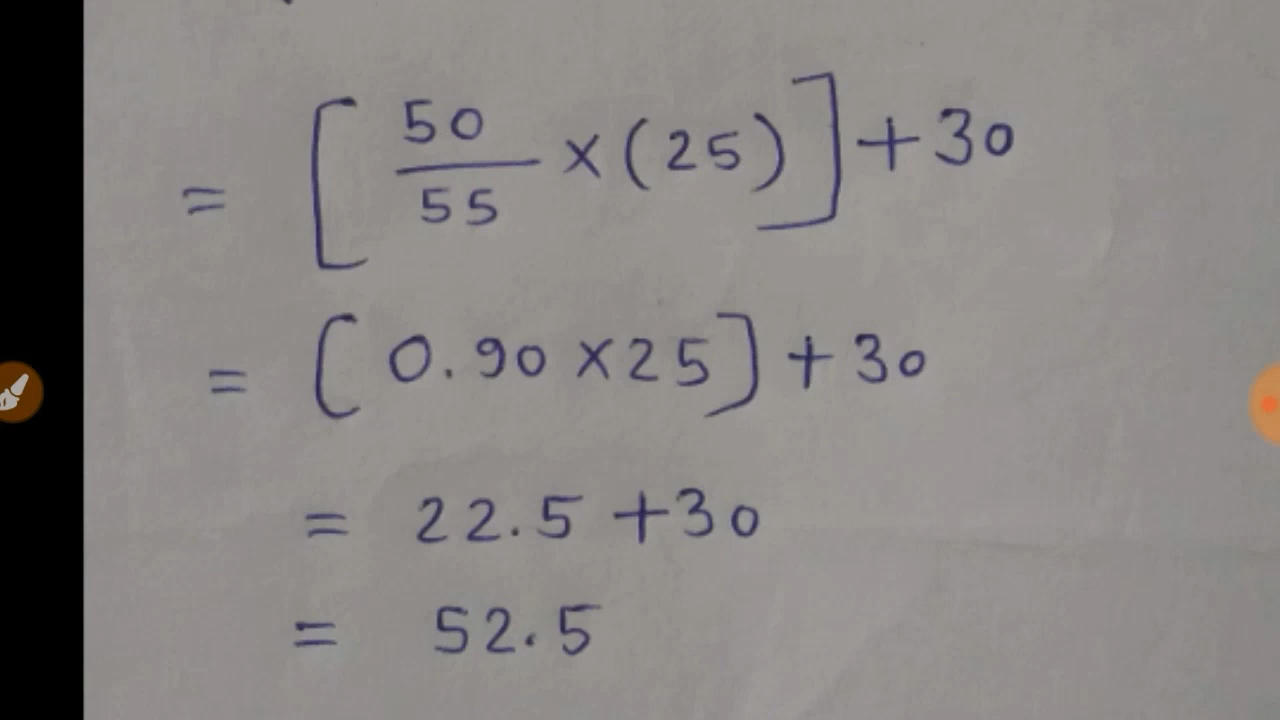 = [ 50/55 × (25) ] + 30
= [ 0.90 × 25 ] + 30
= 22.5 + 30
= 52.5